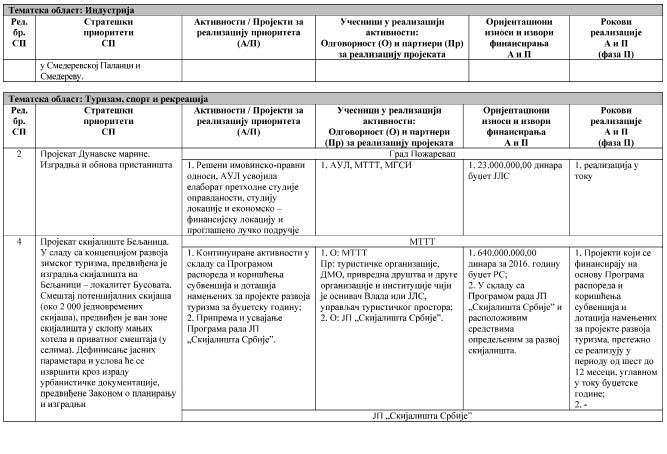 Тематска област: Индустрија
Ред. бр. СП
Стратешки приоритети СП
Активности / Пројекти за реализацију приоритета (А/П)
Учесници у реализацији активности: Одговорност (О) и партнери (Пр) за реализацију пројеката
Оријентациони износи и извори финансирања А и П
Рокови реализације А и П (фаза II)
у Смедеревској Паланци и
Смедереву.
Тематска област: Туризам, спорт и рекреација
Ред. бр. СП
Стратешки приоритети СП
Активности / Пројекти за реализацију приоритета (А/П)
Учесници у реализацији активности: Одговорност (О) и партнери (Пр) за реализацију пројеката
Оријентациони износи и извори финансирања А и П
Рокови реализације А и П (фаза II)
2
Пројекат Дунавске марине.
Изградња и обнова пристаништа
Град Пожаревац
1. Решени имовинско-правни
односи, АУЛ усвојила
елаборат претходне студије
оправданости, студију
локације и економско –
финансијску локацију и
прогlашено лучко подручје
1. АУЛ, МТТТ, МГСИ
1. 23.000.000,00 динара
буџет ЈЛС
1. реализација у
току
4
Пројекат скијалиште Бељаница.
У сладу са концепцијом развоја
зимског туризма, предвиђена је
изградња скијалишта на
Бељаници – локалитет Бусовата.
Смештај потенцијалних скијаша
(око 2 000 једновремених
скијаша), предвиђен је ван зоне
скијалишта у склопу мањих
хотела и приватног смештаја (у
селима). Дефинисање јасних
параметара и услова ће се
извршити кроз израду
урбанистичке документације,
предвиђене Законом о планирању
и изградњи
МТТТ
1. Континуиране активности у
складу са Програмом
распореда и коришћења
субвенција и дотација
намењених за пројекте развоја
туризма за буџетску годину;
2. Припрема и усвајање
Програма рада ЈП
„Скијалишта Србије”.
1. О: МТТТ
Пр: туристичке организације,
ДМО, привредна друштва и друге
организације и институције чији
је оснивач Влада или ЈЛС,
управљач туристичког простора;
2. О: ЈП „Скијалишта Србије”.
1. 640.000.000,00
динара за 2016. годину
буџет РС;
2. У складу са
Програмом рада ЈП
„Скијалишта Србије” и
расположивим
средствима
опредељеним за развој
скијалишта.
1. Пројекти који се
финансирају на
основу Програма
распореда и
коришћења
субвенција и
дотација намењених
за пројекте развоја
туризма, претежно
се реализују у
периоду од шест до
12 месеци, углавном
у току буџетске
године;
2. -
ЈП „Скијалишта Србије”